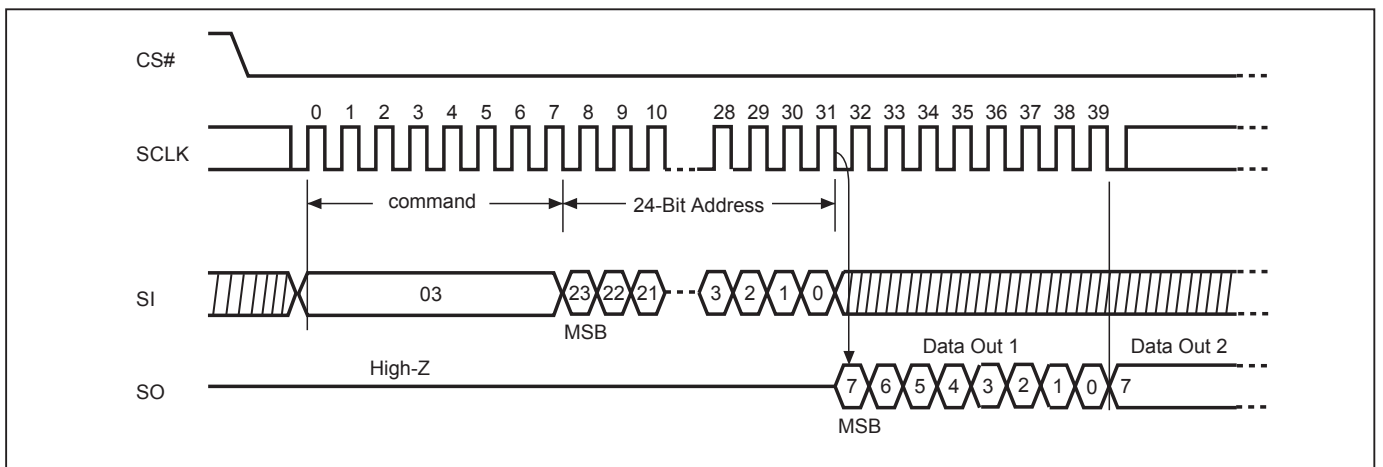 CS#
0 1 2 3 4 5 6 7 8 9 10 28 29 30 31 32 33 34 35 36 37 38 39
SCLK
command 24-Bit Address
SI 03 23 22 21 3 2 1 0
MSB
High-Z Data Out 1 Data Out 2
SO 7 6 5 4 3 2 1 0 7
MSB